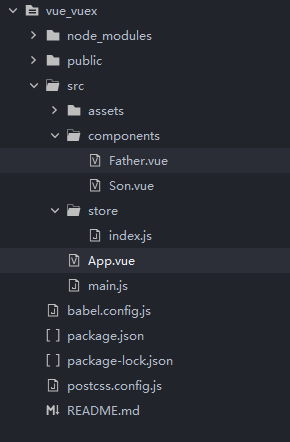 vue_vuex
node_modules
public
src
assets
components
Father.vue
Son.vue
store
index.js
App.vue
main.js
babel.config.js
package.json
package-lock.json
postcss.config.js
README.md